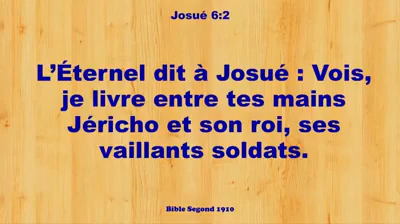 Josué 6:2
L’Éternel dit à Josué : Vois,
je livre entre tes mains
Jéricho et son roi, ses
vaillants soldats.
Bible Segond 1910